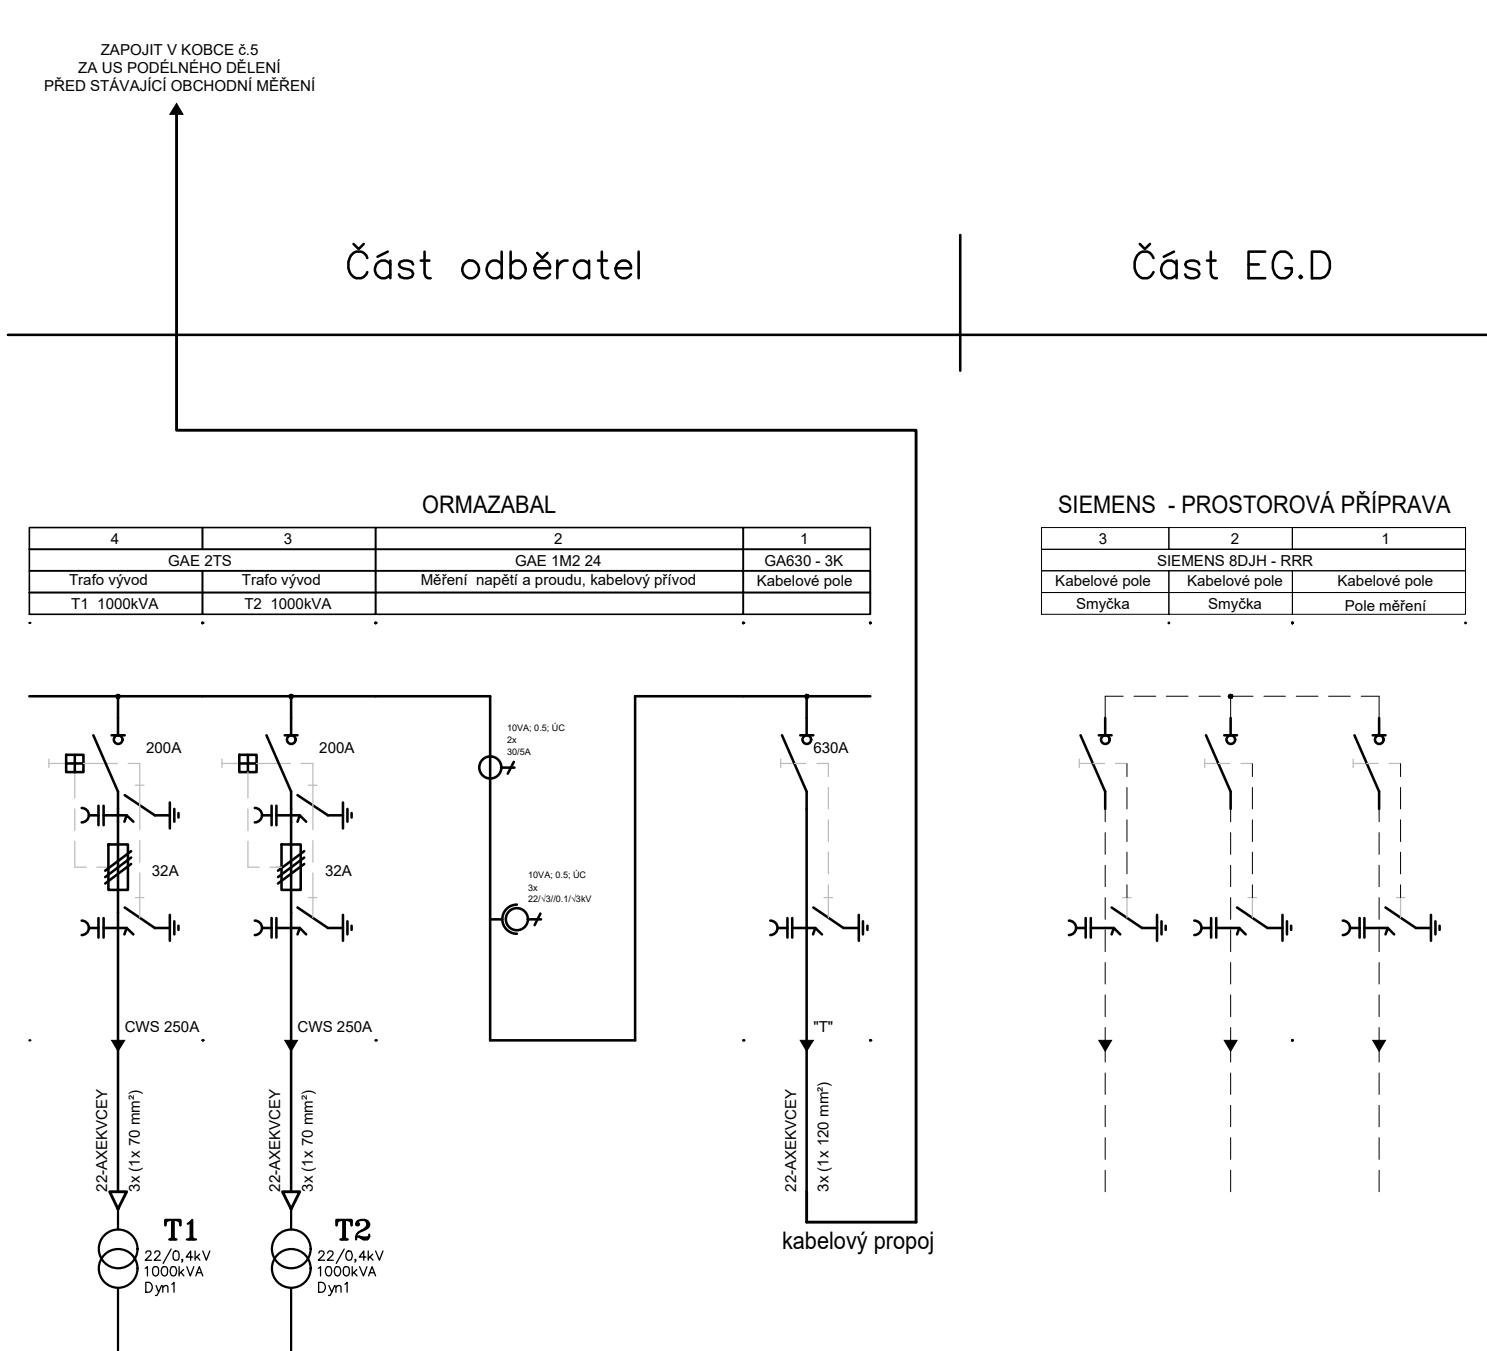 ZAPOJIT V KOBCE č.5
ZA US PODÉLNÉHO DĚLENÍ
PŘED STÁVAJÍCÍ OBCHODNÍ MĚŘENÍ
Část odběratel
Část EG.D
ORMAZABAL
4 3 2 1
GAE 2TS GAE 1M2 24 GA630 - 3K
Trafo vývod Trafo vývod Měření napětí a proudu, kabelový přívod Kabelové pole
T1 1000kVA T2 1000kVA
SIEMENS - PROSTOROVÁ PŘÍPRAVA
3 2 1
SIEMENS 8DJH - RRR
Kabelové pole Kabelové pole Kabelové pole
Smyčka Smyčka Pole měření
200A
200A
10VA; 0.5; ÚC
2x
30/5A
630A
32A
32A
10VA; 0.5; ÚC
3x
22/√3//0.1/√3kV
CWS 250A
CWS 250A
"T"
22-AXEKVCEY
3x (1x 70 mm²)
22-AXEKVCEY
3x (1x 70 mm²)
22-AXEKVCEY
3x (1x 120 mm²)
T1
22/0,4kV
1000kVA
Dyn1
T2
22/0,4kV
1000kVA
Dyn1
kabelový propoj